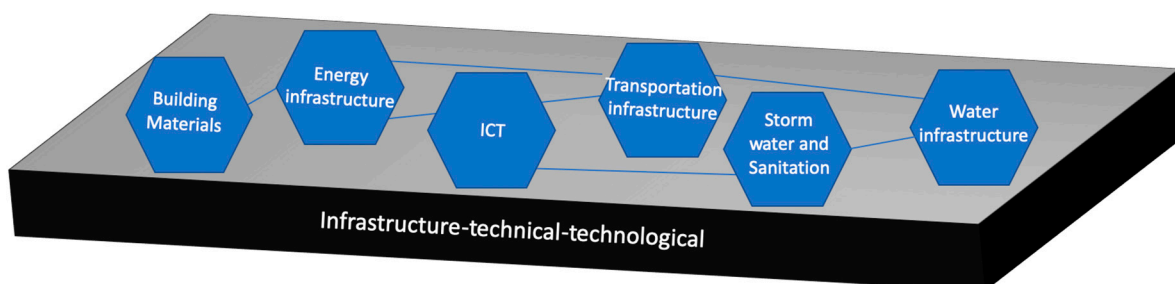 Building
Materials
Energy
infrastructure
ICT
Transportation
infrastructure
Storm
water and
Sanitation
Water
infrastructure
Infrastructure-technical-technological